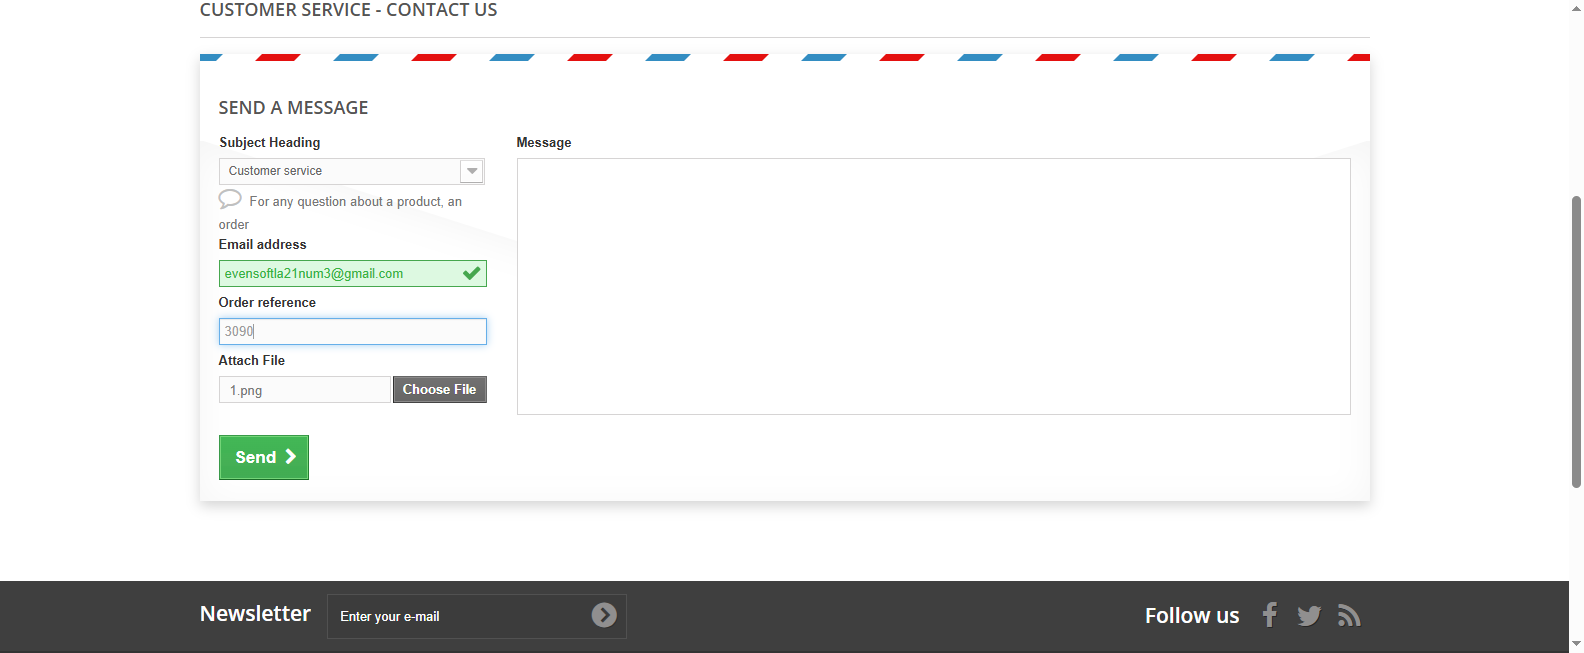 CUSTOMER SERVICE - CONTACT US
SEND A MESSAGE
Subject Heading
Customer service
For any question about a product, an
order
Email address
evensoftla21num3@gmail.com
Order reference
3090
Attach File
1.png
Choose File
Send
Message
Newsletter
Enter your e-mail
Follow us